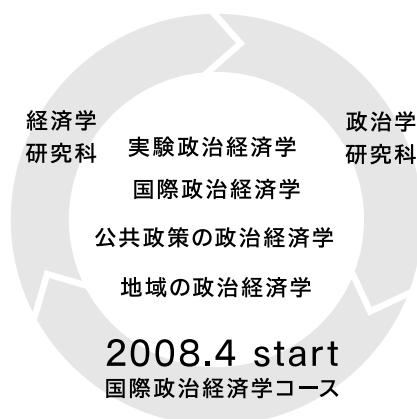 経済学
研究科
政治学
研究科
実験政治経済学
国際政治経済学
公共政策の政治経済学
地域の政治経済学
2008.4 start
国際政治経済学コース